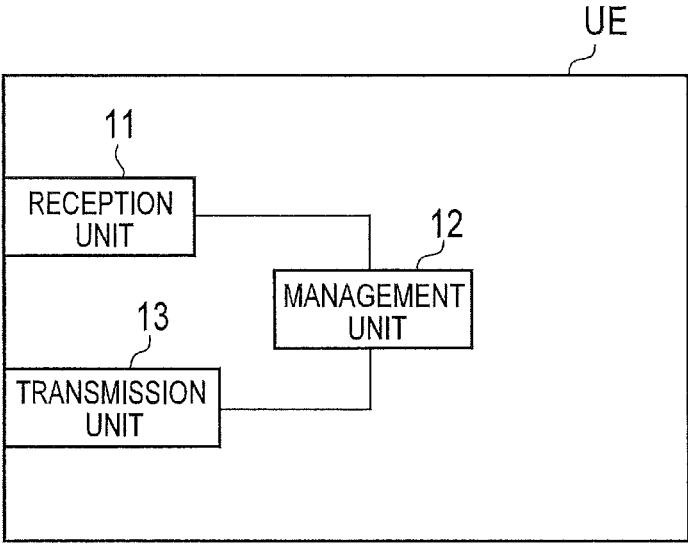 UE
11
RECEPTION
UNIT
12
MANAGEMENT
UNIT
13
TRANSMISSION
UNIT